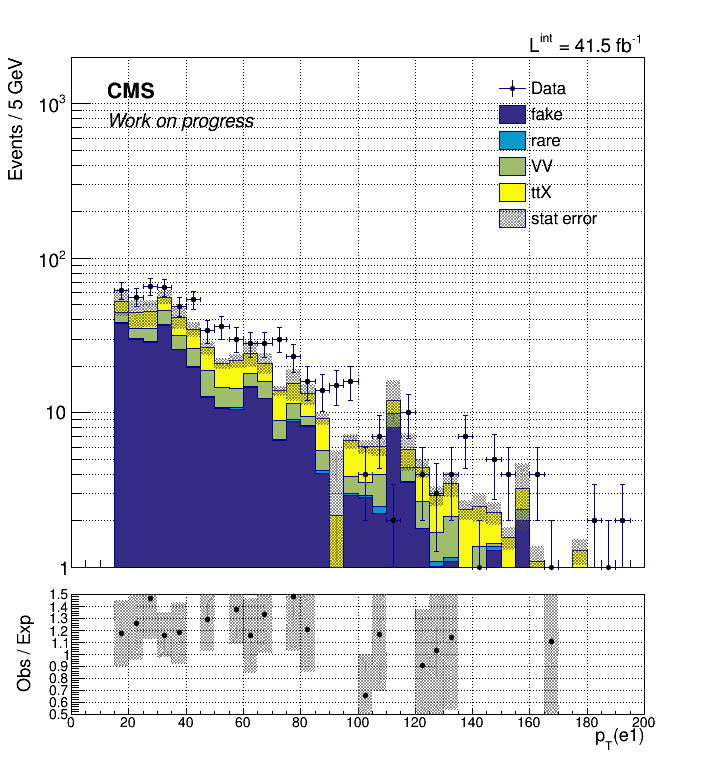 L^int = 41.5 fb^-1
Events / 5 GeV
10^3
10^2
10
1
CMS
Work on progress
Data
fake
rare
VV
ttX
stat error
Obs / Exp
1.5
1.4
1.3
1.2
1.1
1
0.9
0.8
0.7
0.6
0.5
0 20 40 60 80 100 120 140 160 180 200
p_T(e1)